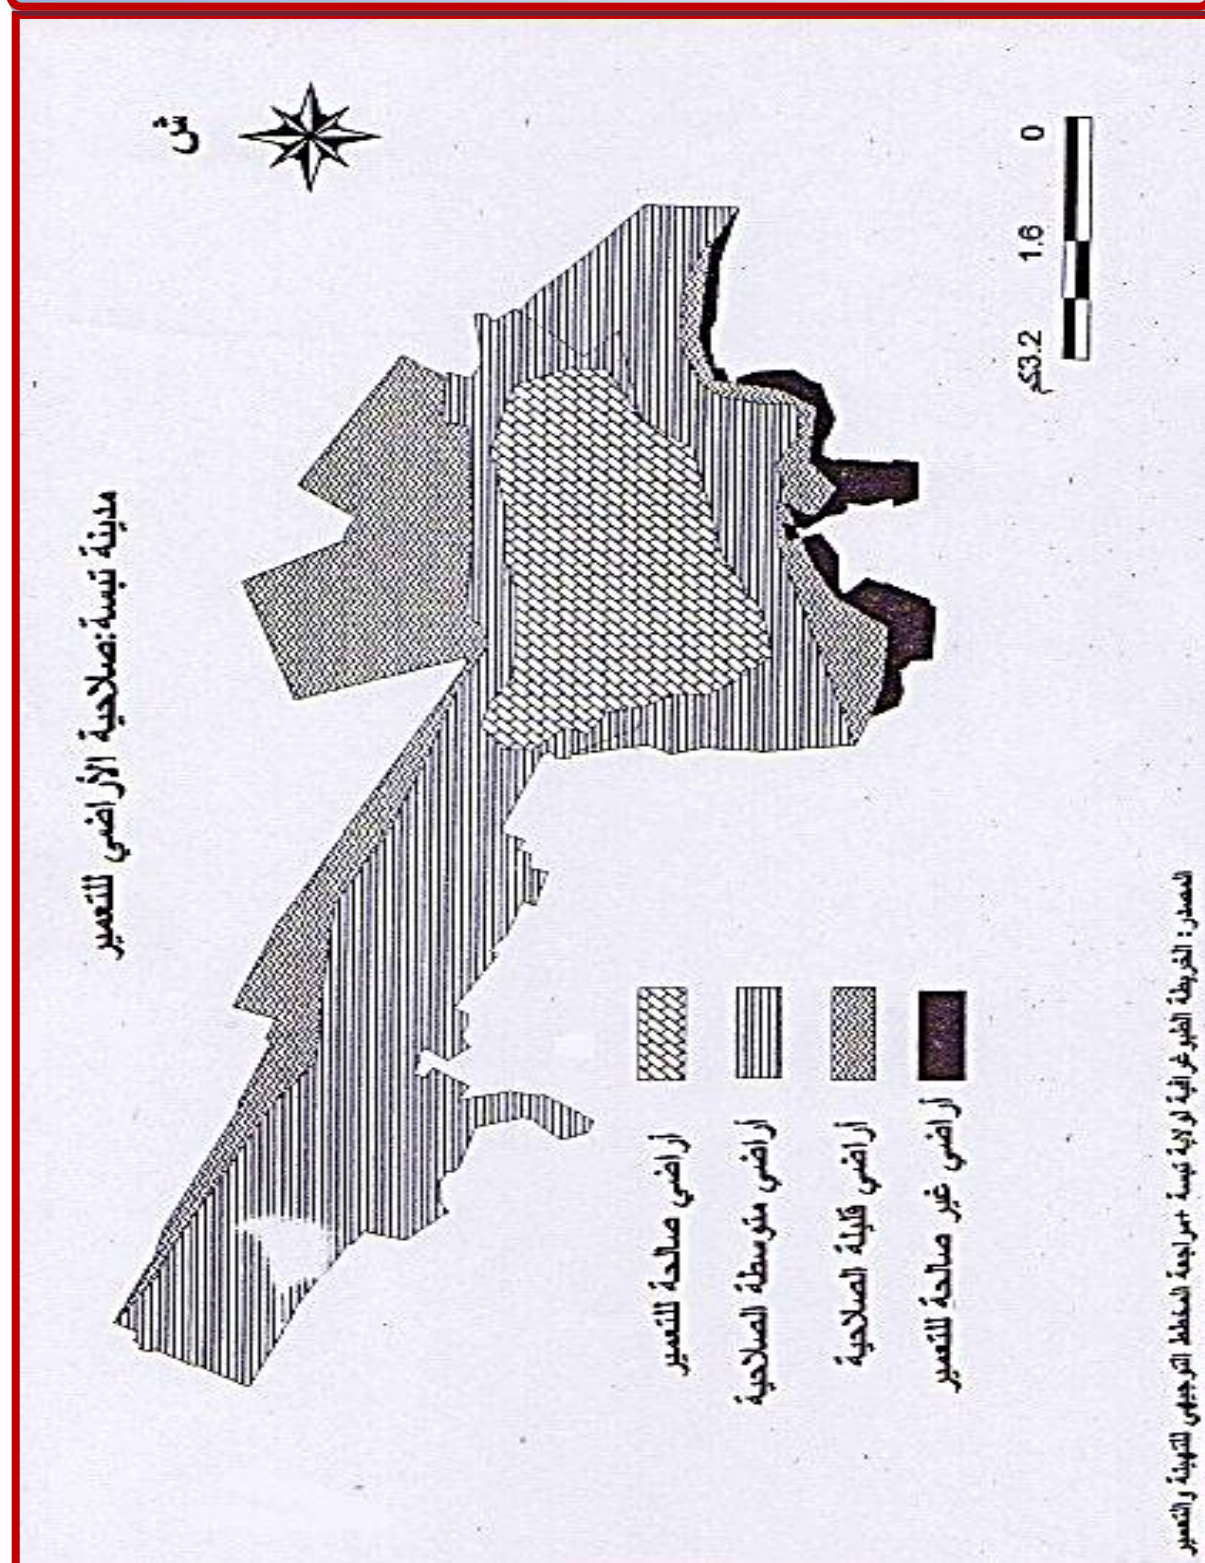 مدينة تبسة:صلاحية الأراضي للتعمير
ش
0
1.6
3.2كم
أراضي صالحة للتعمير
أراضي متوسطة الصلاحية
أراضي قليلة الصلاحية
أراضي غير صالحة للتعمير
المصدر: الخريطة الطبوغرافية لولاية تبسة +مراجعة المخطط التوجيهي للتهيئة والتعمير